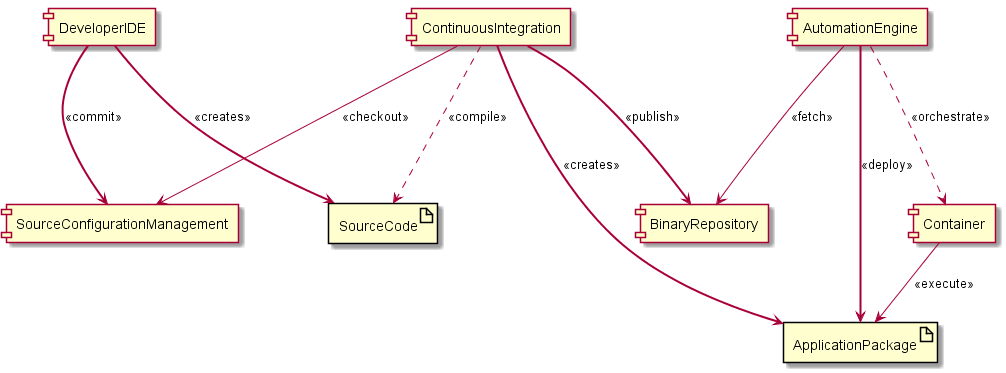 DeveloperIDE
ContinuousIntegration
AutomationEngine
«commit»
«creates»
«checkout»
«compile»
«publish»
«fetch»
«orchestrate»
«creates»
«deploy»
SourceConfigurationManagement
SourceCode
BinaryRepository
Container
«execute»
ApplicationPackage